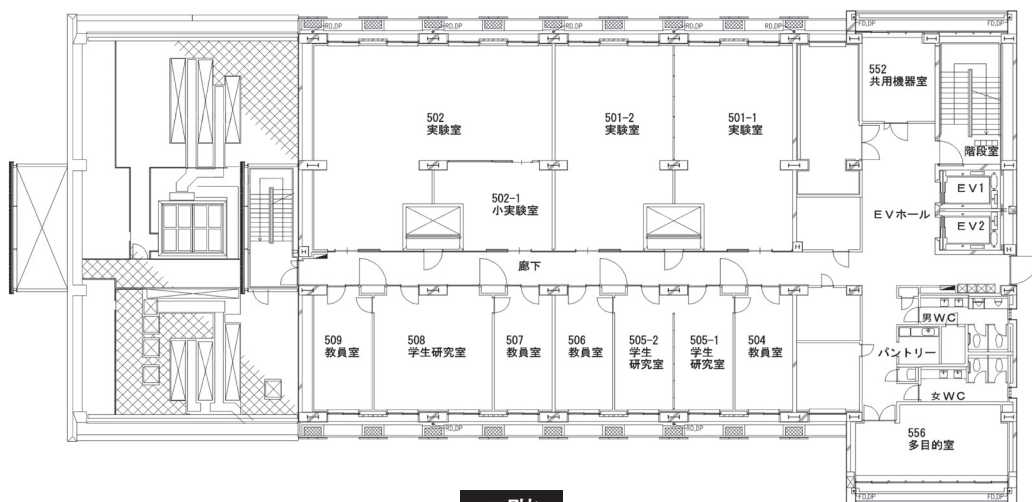 RD,DP
RD,DP
RD,DP
RD,DP
FD,DP
FD,DP
552
共用機器室
502
実験室
501-2
実験室
501-1
実験室
階段室
502-1
小実験室
EV1
EVホール
EV2
H
H
廊下
男WC
509
教員室
508
学生研究室
507
教員室
506
教員室
505-2
学生
研究室
505-1
学生
研究室
504
教員室
パントリー
女WC
RD,DP
RD,DP
RD,DP
556
多目的室
FD,DP
FD,DP